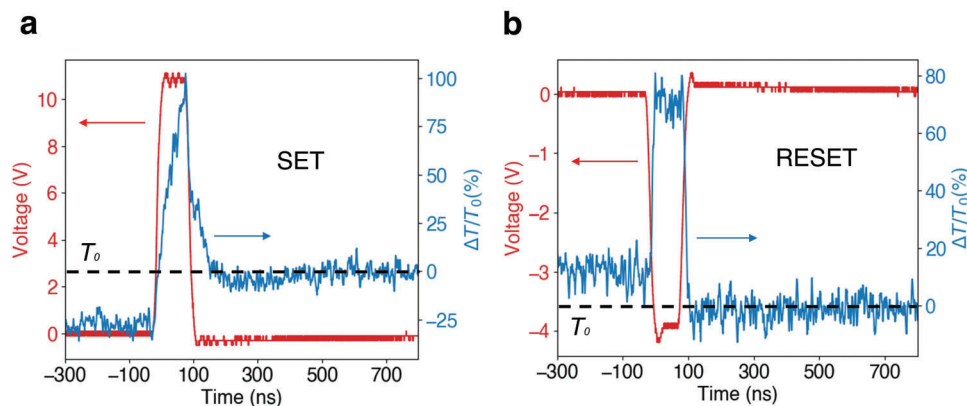 a
Voltage (V)
10
8
6
4
2
0
SET
T₀
100
75
50
25
0
−25
ΔT/T₀(%)
−300
−100
100
300
500
700
Time (ns)
b
Voltage (V)
0
−1
−2
−3
−4
RESET
T₀
80
60
40
20
0
ΔT/T₀(%)
−300
−100
100
300
500
700
Time (ns)